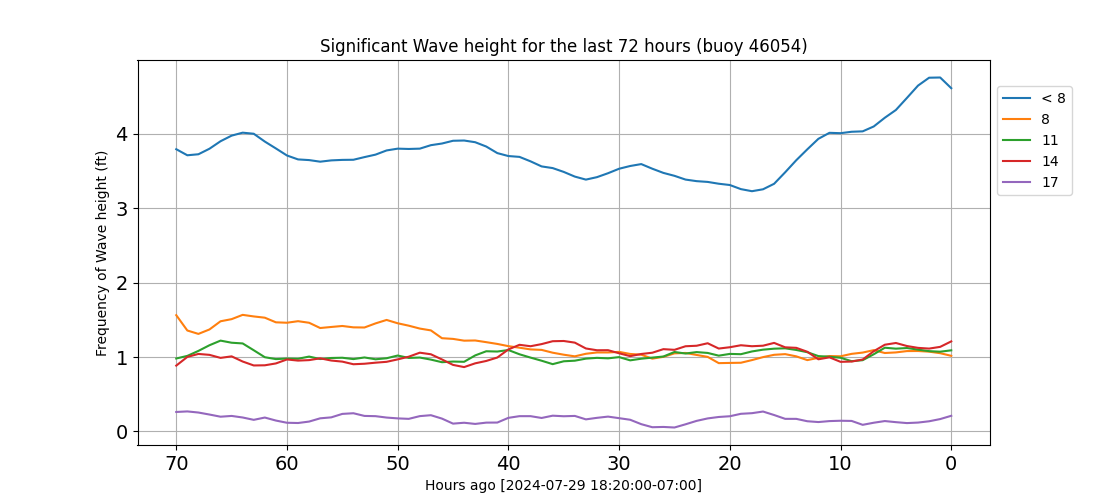 Significant Wave height for the last 72 hours (buoy 46054)
Frequency of Wave height (ft)
4
3
2
1
0
70 60 50 40 30 20 10 0
Hours ago [2024-07-29 18:20:00-07:00]
< 8
8
11
14
17